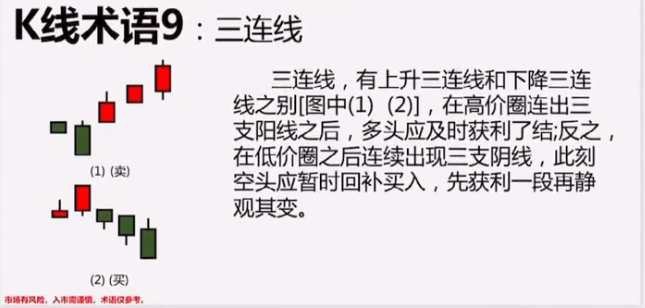 K线术语9：三连线
三连线，有上升三连线和下降三连
线之别[图中(1)  (2)]，在高价圈连出三
支阳线之后，多头应及时获利了结;反之，
在低价圈之后连续出现三支阴线，此刻
空头应暂时回补买入，先获利一段再静
观其变。
(1) (卖)
(2) (买)
市场有风险，入市需谨慎，术语仅参考。